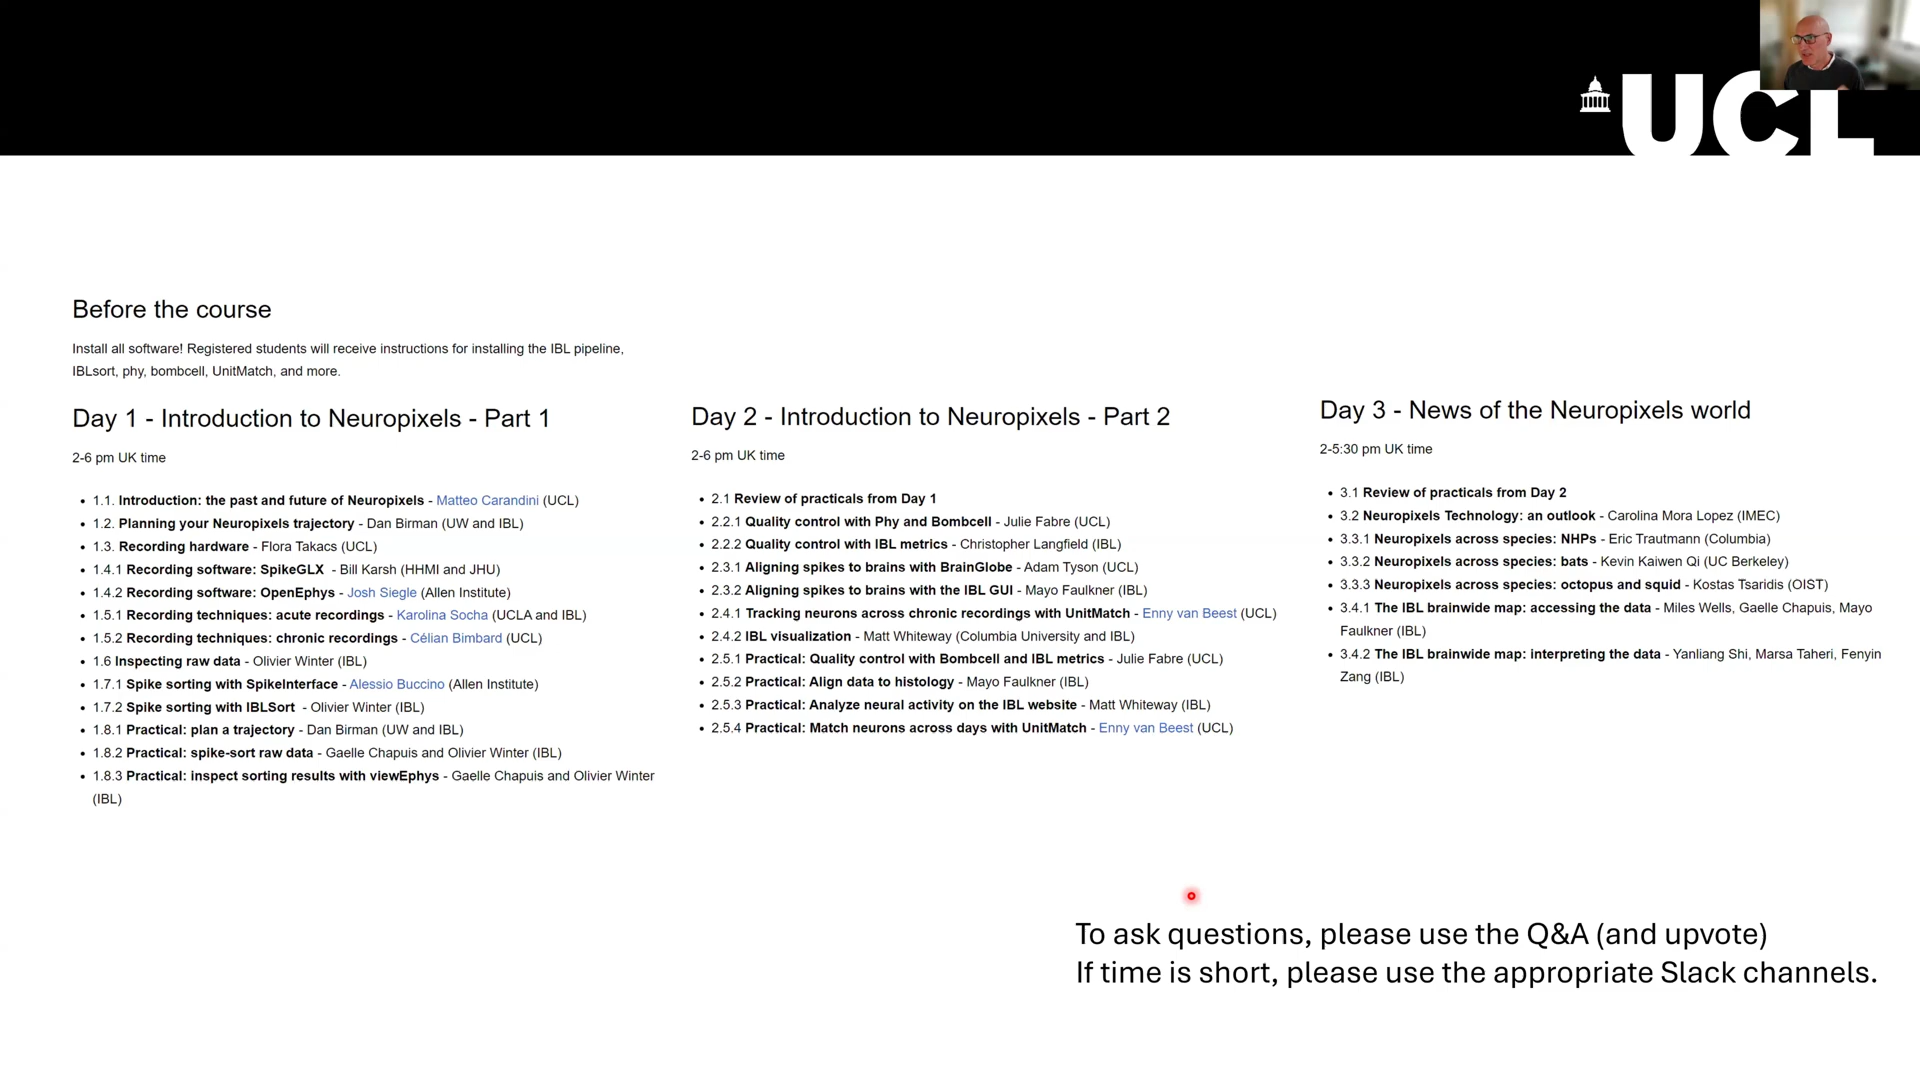 UCL
Before the course
Install all software! Registered students will receive instructions for installing the IBL pipeline,
IBLsort, phy, bombcell, UnitMatch, and more.
Day 1 - Introduction to Neuropixels - Part 1
2-6 pm UK time
• 1.1. Introduction: the past and future of Neuropixels - Matteo Carandini (UCL)
• 1.2. Planning your Neuropixels trajectory - Dan Birman (UW and IBL)
• 1.3. Recording hardware - Flora Takacs (UCL)
• 1.4.1 Recording software: SpikeGLX - Bill Karsh (HHMI and JHU)
• 1.4.2 Recording software: OpenEphys - Josh Siegle (Allen Institute)
• 1.5.1 Recording techniques: acute recordings - Karolina Socha (UCLA and IBL)
• 1.5.2 Recording techniques: chronic recordings - Célian Bimbard (UCL)
• 1.6 Inspecting raw data - Olivier Winter (IBL)
• 1.7.1 Spike sorting with SpikeInterface - Alessio Buccino (Allen Institute)
• 1.7.2 Spike sorting with IBLSort - Olivier Winter (IBL)
• 1.8.1 Practical: plan a trajectory - Dan Birman (UW and IBL)
• 1.8.2 Practical: spike-sort raw data - Gaelle Chapuis and Olivier Winter (IBL)
• 1.8.3 Practical: inspect sorting results with viewEphys - Gaelle Chapuis and Olivier Winter
(IBL)
Day 2 - Introduction to Neuropixels - Part 2
2-6 pm UK time
• 2.1 Review of practicals from Day 1
• 2.2.1 Quality control with Phy and Bombcell - Julie Fabre (UCL)
• 2.2.2 Quality control with IBL metrics - Christopher Langfield (IBL)
• 2.3.1 Aligning spikes to brains with BrainGlobe - Adam Tyson (UCL)
• 2.3.2 Aligning spikes to brains with the IBL GUI - Mayo Faulkner (IBL)
• 2.4.1 Tracking neurons across chronic recordings with UnitMatch - Enny van Beest (UCL)
• 2.4.2 IBL visualization - Matt Whiteway (Columbia University and IBL)
• 2.5.1 Practical: Quality control with Bombcell and IBL metrics - Julie Fabre (UCL)
• 2.5.2 Practical: Align data to histology - Mayo Faulkner (IBL)
• 2.5.3 Practical: Analyze neural activity on the IBL website - Matt Whiteway (IBL)
• 2.5.4 Practical: Match neurons across days with UnitMatch - Enny van Beest (UCL)
Day 3 - News of the Neuropixels world
2-5:30 pm UK time
• 3.1 Review of practicals from Day 2
• 3.2 Neuropixels Technology: an outlook - Carolina Mora Lopez (IMEC)
• 3.3.1 Neuropixels across species: NHPs - Eric Trautmann (Columbia)
• 3.3.2 Neuropixels across species: bats - Kevin Kaiwen Qi (UC Berkeley)
• 3.3.3 Neuropixels across species: octopus and squid - Kostas Tsaridis (OIST)
• 3.4.1 The IBL brainwide map: accessing the data - Miles Wells, Gaelle Chapuis, Mayo
Faulkner (IBL)
• 3.4.2 The IBL brainwide map: interpreting the data - Yanliang Shi, Marsa Taheri, Fenyin
Zang (IBL)
To ask questions, please use the Q&A (and upvote)
If time is short, please use the appropriate Slack channels.